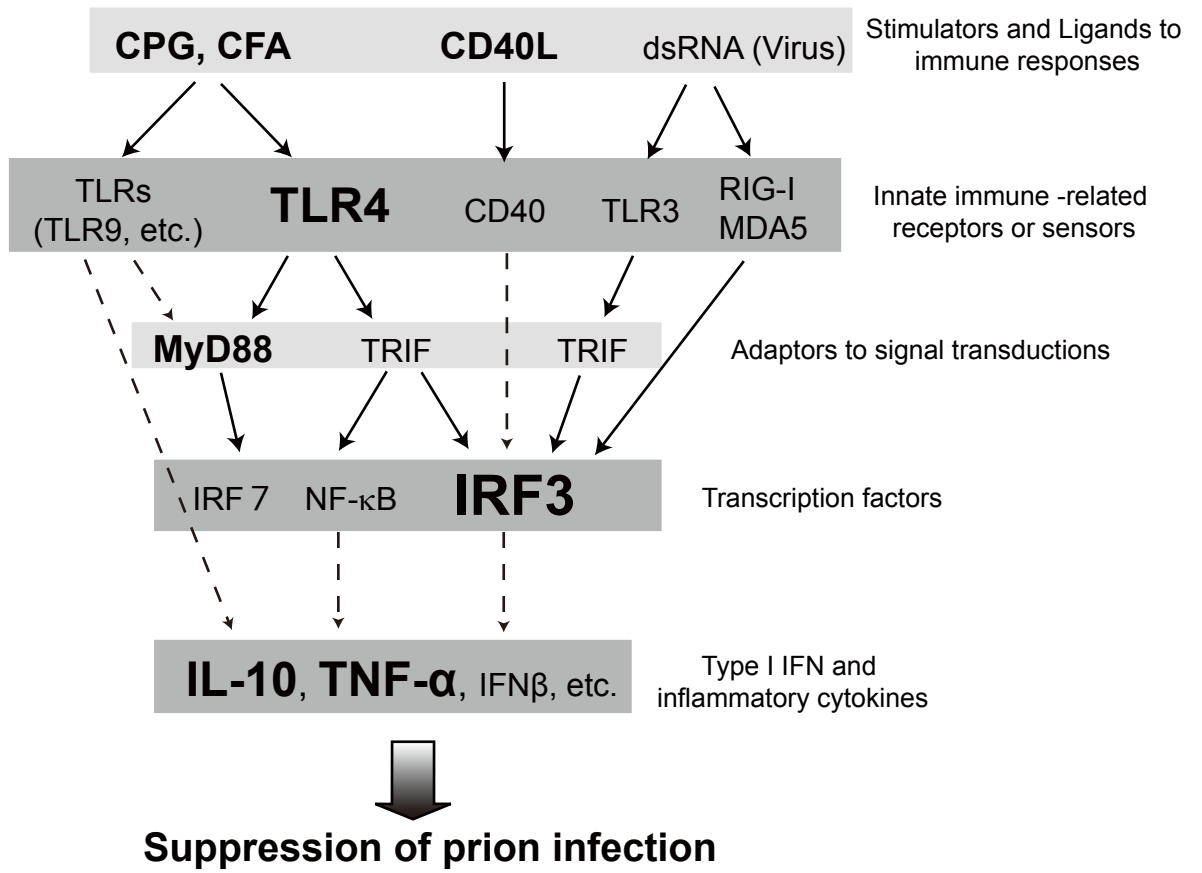 CPG, CFA
CD40L
dsRNA (Virus)
Stimulators and Ligands to
immune responses
TLRs
(TLR9, etc.)
TLR4
CD40
TLR3
RIG-I
MDA5
Innate immune -related
receptors or sensors
MyD88
TRIF
TRIF
Adaptors to signal transductions
IRF 7
NF-κB
IRF3
Transcription factors
IL-10, TNF-α, IFNβ, etc.
Type I IFN and
inflammatory cytokines
Suppression of prion infection